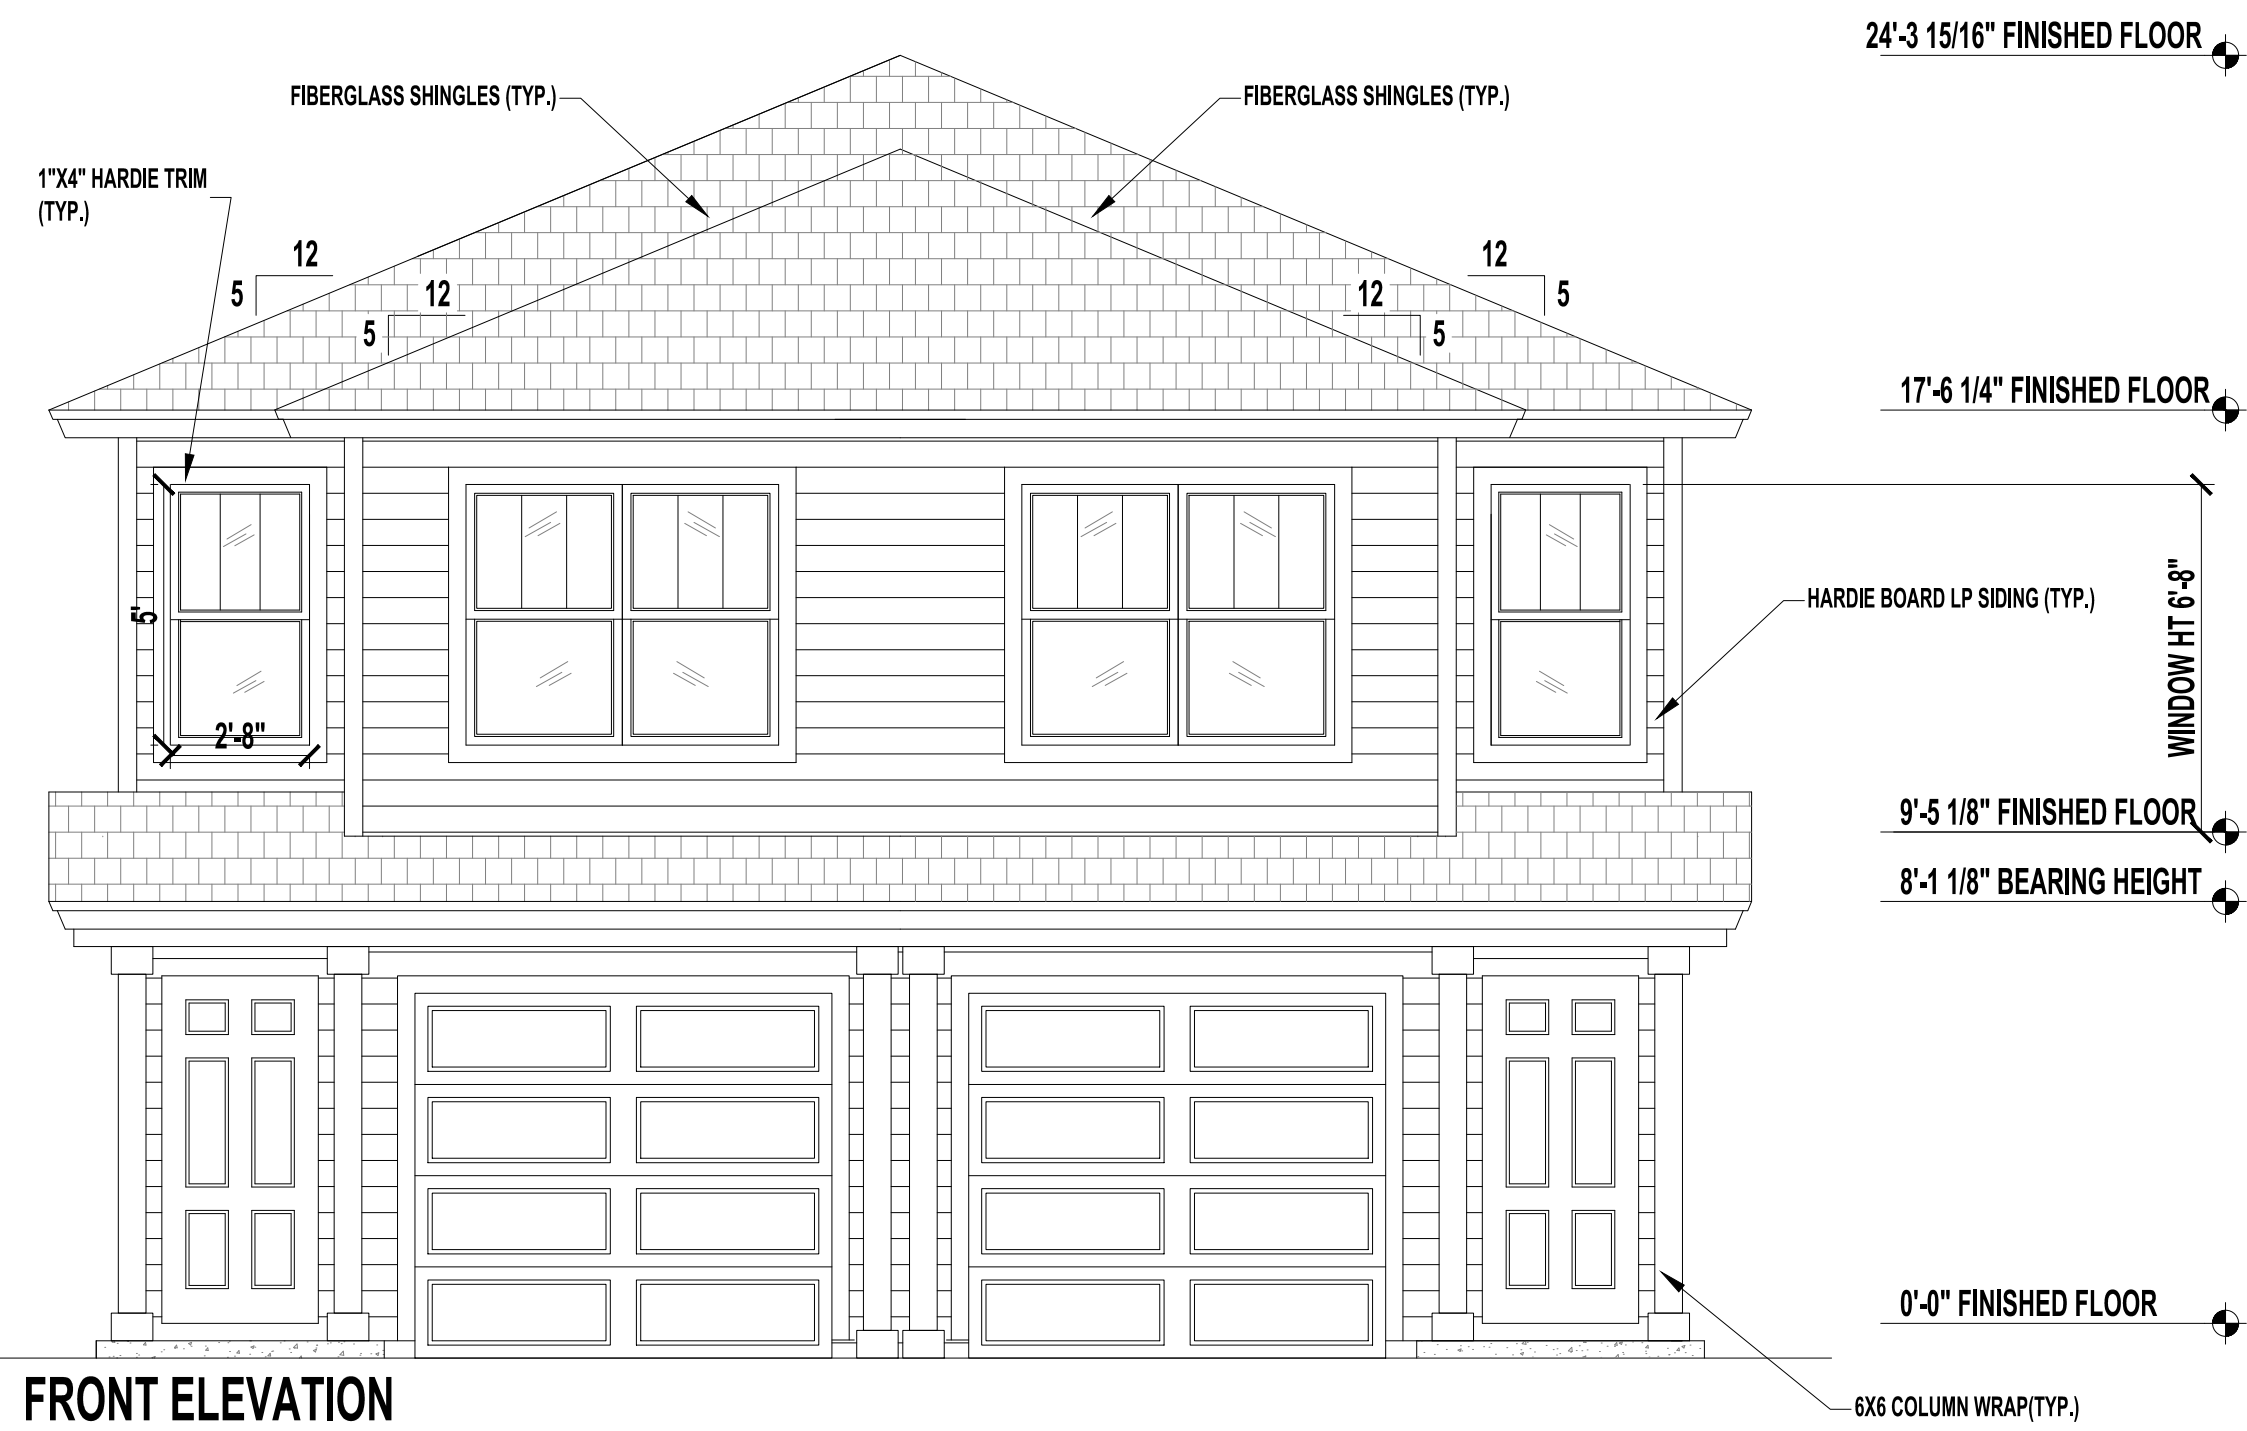 24'-3 15/16" FINISHED FLOOR
FIBERGLASS SHINGLES (TYP.)
FIBERGLASS SHINGLES (TYP.)
1"X4" HARDIE TRIM
(TYP.)
12
5
12
5
12
5
12
5
17'-6 1/4" FINISHED FLOOR
5'
2'-8"
HARDIE BOARD LP SIDING (TYP.)
WINDOW HT 6'-8"
9'-5 1/8" FINISHED FLOOR
8'-1 1/8" BEARING HEIGHT
0'-0" FINISHED FLOOR
6X6 COLUMN WRAP(TYP.)
FRONT ELEVATION